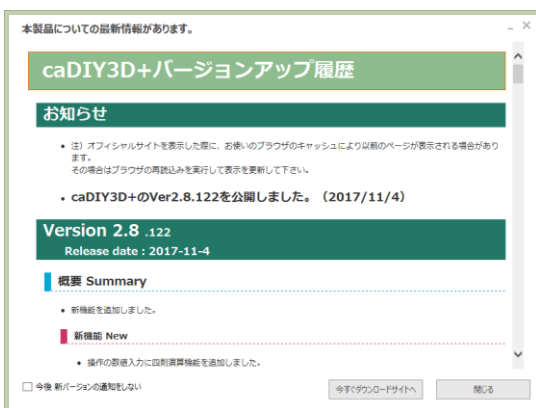 本製品についての最新情報があります。
caDIY3D+バージョンアップ履歴
お知らせ
• 注）オフィシャルサイトを表示した際に、お使いのブラウザのキャッシュにより以前のページが表示される場合があり
ます。
その場合はブラウザの再読込みを実行して表示を更新して下さい。
• caDIY3D+のVer2.8.122を公開しました。（2017/11/4）
Version 2.8 .122
Release date : 2017-11-4
概要 Summary
• 新機能を追加しました。
新機能 New
• 操作の数値入力に四則演算機能を追加しました。
今後 新バージョンの通知をしない
今すぐダウンロードサイトへ
閉じる